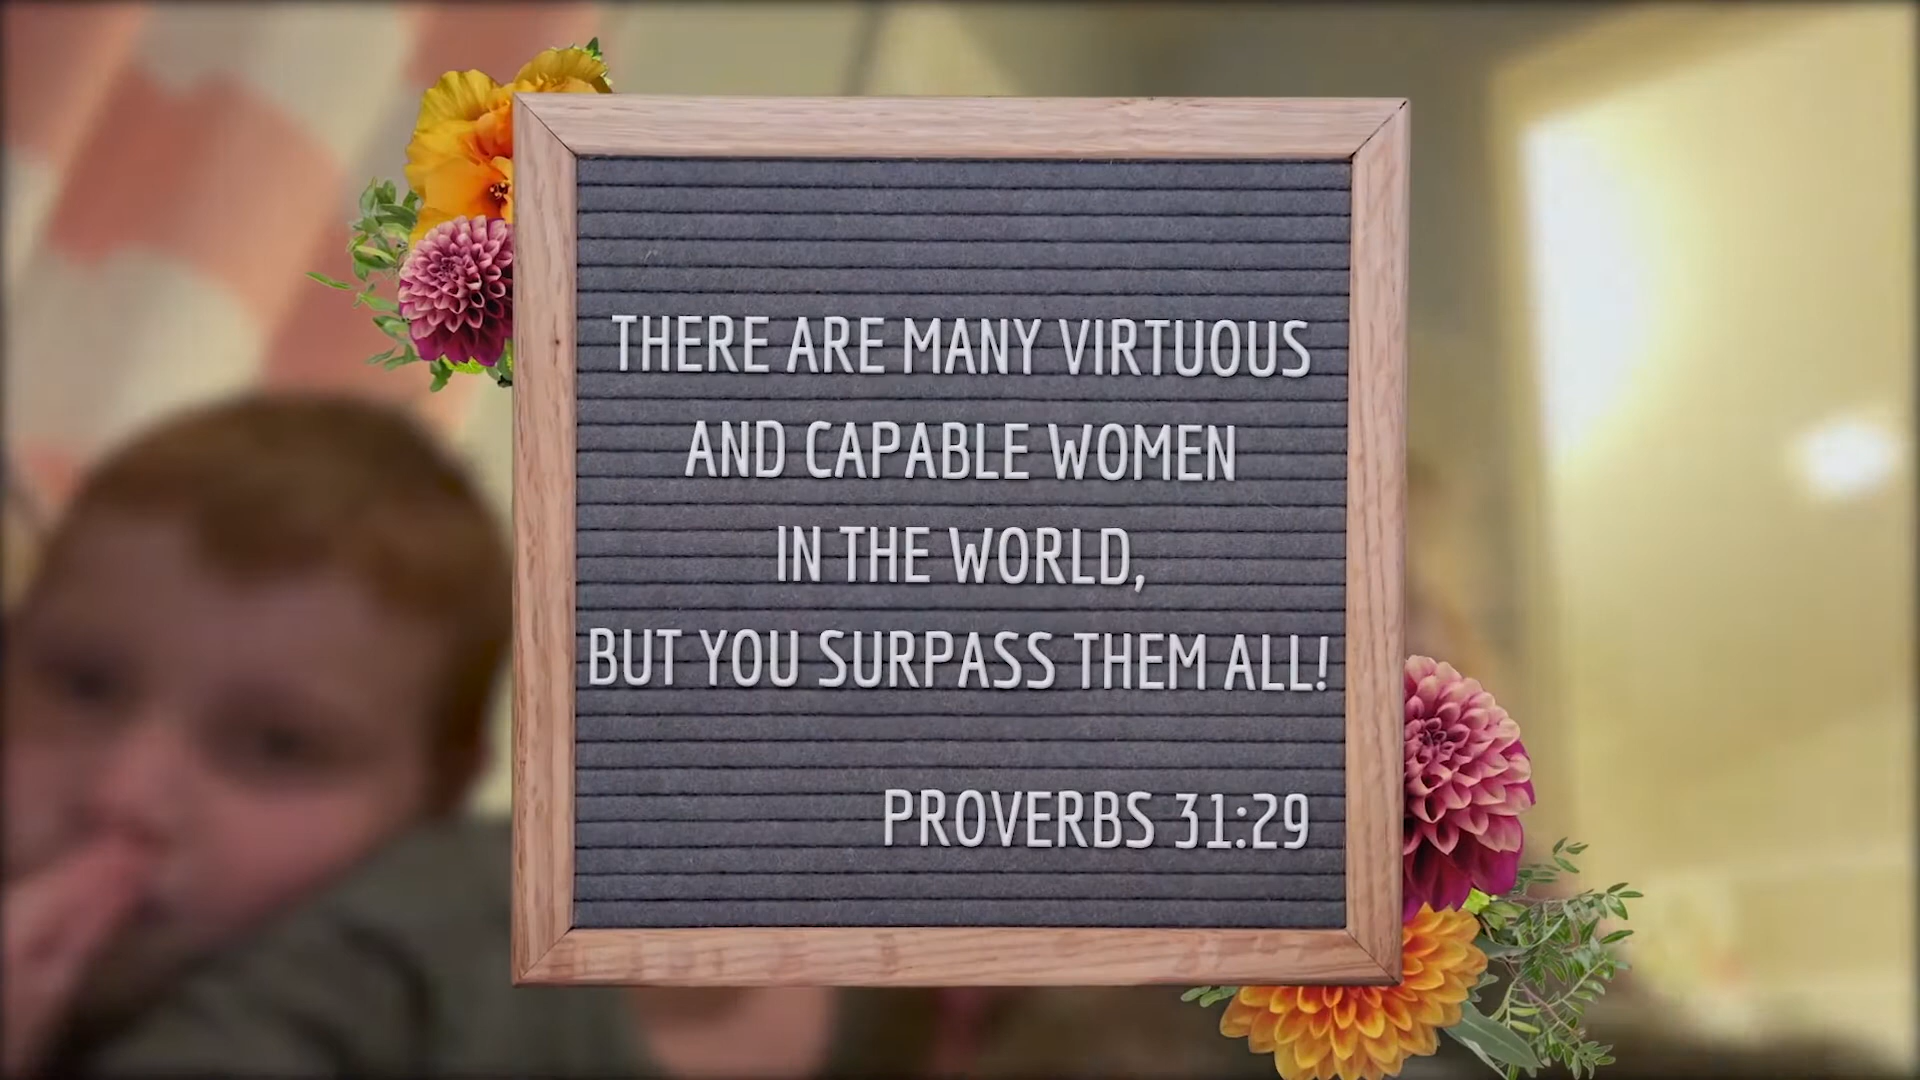 THERE ARE MANY VIRTUOUS
AND CAPABLE WOMEN
IN THE WORLD,
BUT YOU SURPASS THEM ALL!
PROVERBS 31:29